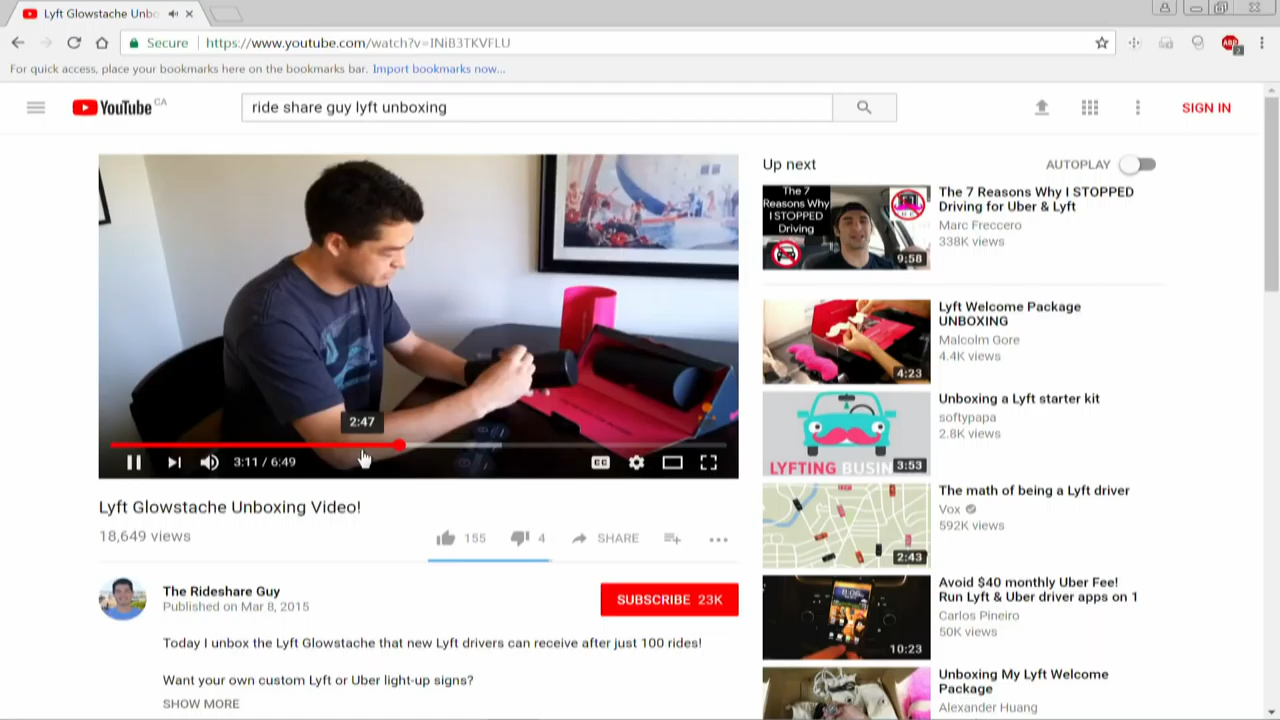 Lyft Glowstache Unbo
Secure https://www.youtube.com/watch?v=INiB3TKVFLU
ABP
2
For quick access, place your bookmarks here on the bookmarks bar. Import bookmarks now...
YouTube CA
ride share guy lyft unboxing
SIGN IN
2:47
3:11 / 6:49
CC
Lyft Glowstache Unboxing Video!
18,649 views
155
4
SHARE
The Rideshare Guy
Published on Mar 8, 2015
SUBSCRIBE 23K
Today I unbox the Lyft Glowstache that new Lyft drivers can receive after just 100 rides!
Want your own custom Lyft or Uber light-up signs?
SHOW MORE
Up next
AUTOPLAY
The 7
Reasons Why
I STOPPED
Driving
9:58
The 7 Reasons Why I STOPPED
Driving for Uber & Lyft
Marc Freccero
338K views
4:23
Lyft Welcome Package
UNBOXING
Malcolm Gore
4.4K views
LYFTING BUSIN
3:53
Unboxing a Lyft starter kit
softypapa
2.8K views
2:43
The math of being a Lyft driver
Vox
592K views
10:23
Avoid $40 monthly Uber Fee!
Run Lyft & Uber driver apps on 1
Carlos Pineiro
50K views
Unboxing My Lyft Welcome
Package
Alexander Huang